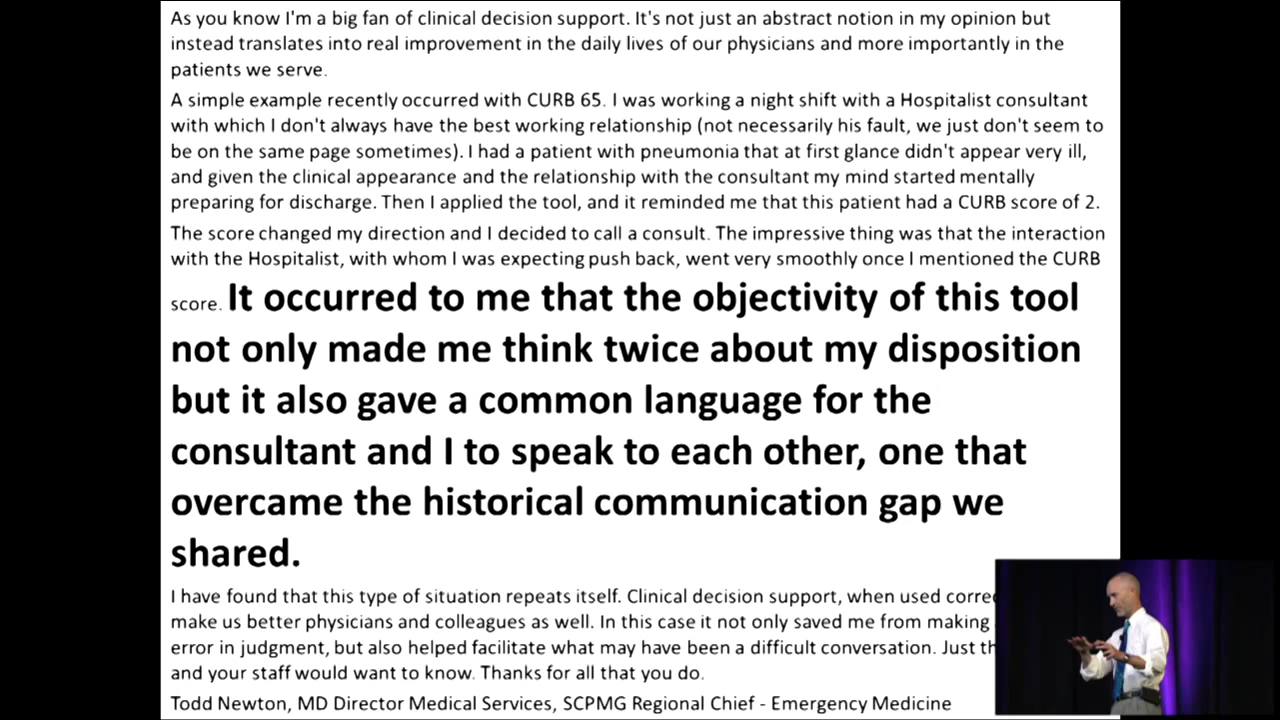 As you know I'm a big fan of clinical decision support. It's not just an abstract notion in my opinion but
instead translates into real improvement in the daily lives of our physicians and more importantly in the
patients we serve.
A simple example recently occurred with CURB 65. I was working a night shift with a Hospitalist consultant
with which I don't always have the best working relationship (not necessarily his fault, we just don't seem to
be on the same page sometimes). I had a patient with pneumonia that at first glance didn't appear very ill,
and given the clinical appearance and the relationship with the consultant my mind started mentally
preparing for discharge. Then I applied the tool, and it reminded me that this patient had a CURB score of 2.
The score changed my direction and I decided to call a consult. The impressive thing was that the interaction
with the Hospitalist, with whom I was expecting push back, went very smoothly once I mentioned the CURB
score. It occurred to me that the objectivity of this tool
not only made me think twice about my disposition
but it also gave a common language for the
consultant and I to speak to each other, one that
overcame the historical communication gap we
shared.
I have found that this type of situation repeats itself. Clinical decision support, when used
make us better physicians and colleagues as well. In this case it not only saved me from making
error in judgment, but also helped facilitate what may have been a difficult conversation. Just
and your staff would want to know. Thanks for all that you do.
Todd Newton, MD Director Medical Services, SCPMG Regional Chief - Emergency Medicine